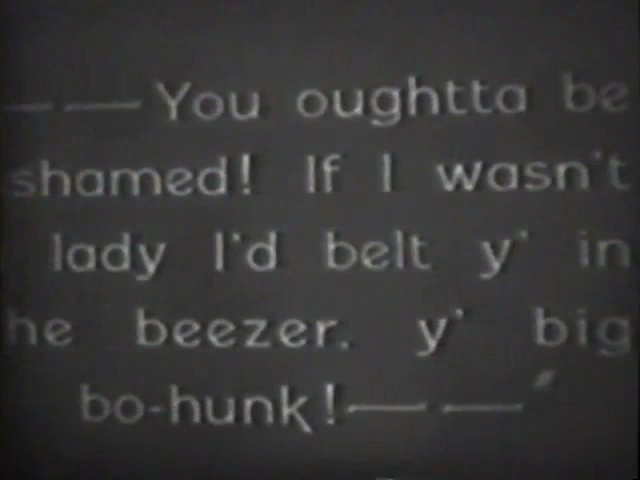 — — You oughtta be
shamed! If I wasn't
lady I'd belt y' in
he beezer. y' big
bo-hunk!— — "